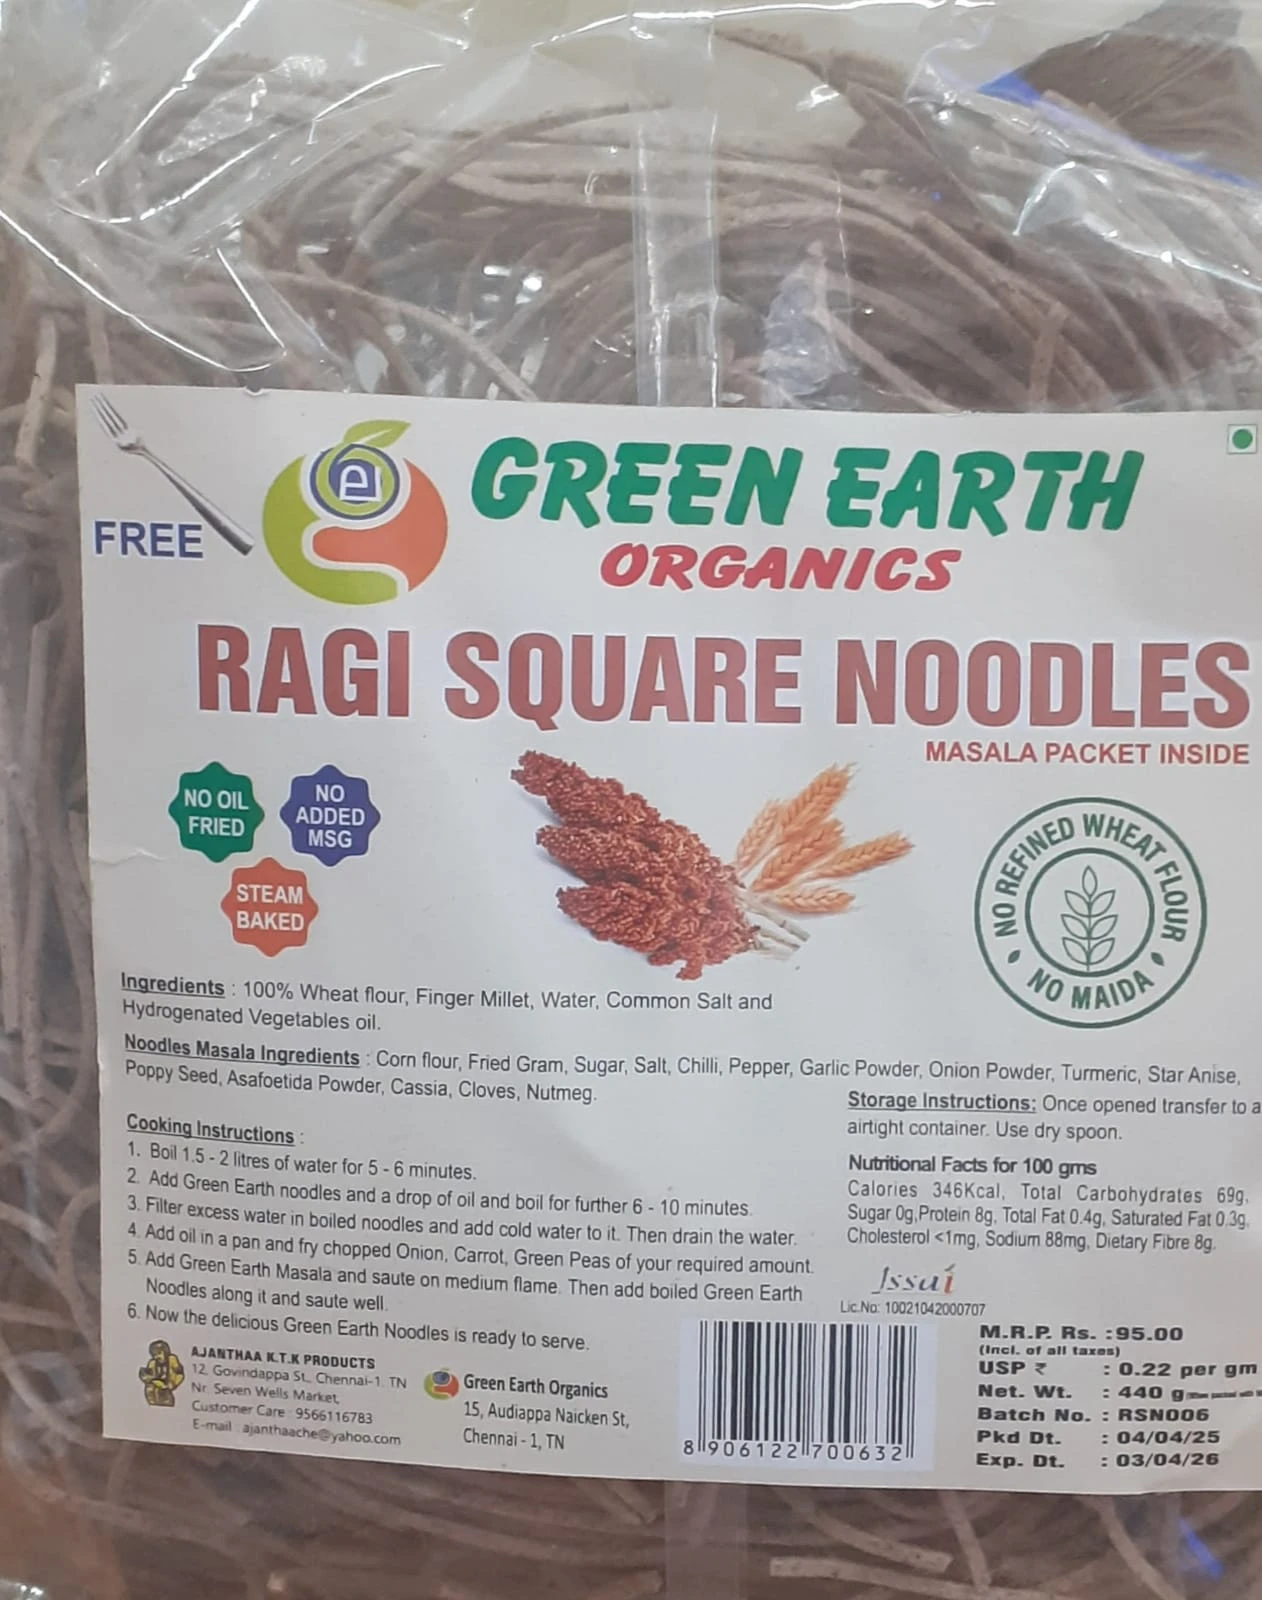 FREE
GREEN EARTH
ORGANICS
RAGI SQUARE NOODLES
MASALA PACKET INSIDE
NO OIL
FRIED
NO
ADDED
MSG
STEAM
BAKED
NO REFINED WHEAT FLOUR
NO MAIDA
Ingredients : 100% Wheat flour, Finger Millet, Water, Common Salt and
Hydrogenated Vegetables oil.
Noodles Masala Ingredients : Corn flour, Fried Gram, Sugar, Salt, Chilli, Pepper, Garlic Powder, Onion Powder, Turmeric, Star Anise,
Poppy Seed, Asafoetida Powder, Cassia, Cloves, Nutmeg.
Cooking Instructions :
1. Boil 1.5 - 2 litres of water for 5 - 6 minutes.
2. Add Green Earth noodles and a drop of oil and boil for further 6 - 10 minutes.
3. Filter excess water in boiled noodles and add cold water to it. Then drain the water.
4. Add oil in a pan and fry chopped Onion, Carrot, Green Peas of your required amount.
5. Add Green Earth Masala and saute on medium flame. Then add boiled Green Earth
Noodles along it and saute well.
6. Now the delicious Green Earth Noodles is ready to serve.
Storage Instructions: Once opened transfer to a
airtight container. Use dry spoon.
Nutritional Facts for 100 gms
Calories 346Kcal, Total Carbohydrates 69g,
Sugar 0g,Protein 8g, Total Fat 0.4g, Saturated Fat 0.3g,
Cholesterol <1mg, Sodium 88mg, Dietary Fibre 8g.
fssai
Lic.No: 10021042000707
AJANTHAA K.T.K PRODUCTS
12, Govindappa St., Chennai-1. TN
Nr. Seven Wells Market,
Customer Care : 9566116783
E-mail : ajanthaache@yahoo.com
Green Earth Organics
15, Audiappa Naicken St,
Chennai - 1, TN
8 906122 700632
M.R.P. Rs. :95.00
(Incl. of all taxes)
USP ₹ : 0.22 per gm
Net. Wt. : 440 g
Batch No. : RSN006
Pkd Dt. : 04/04/25
Exp. Dt. : 03/04/26